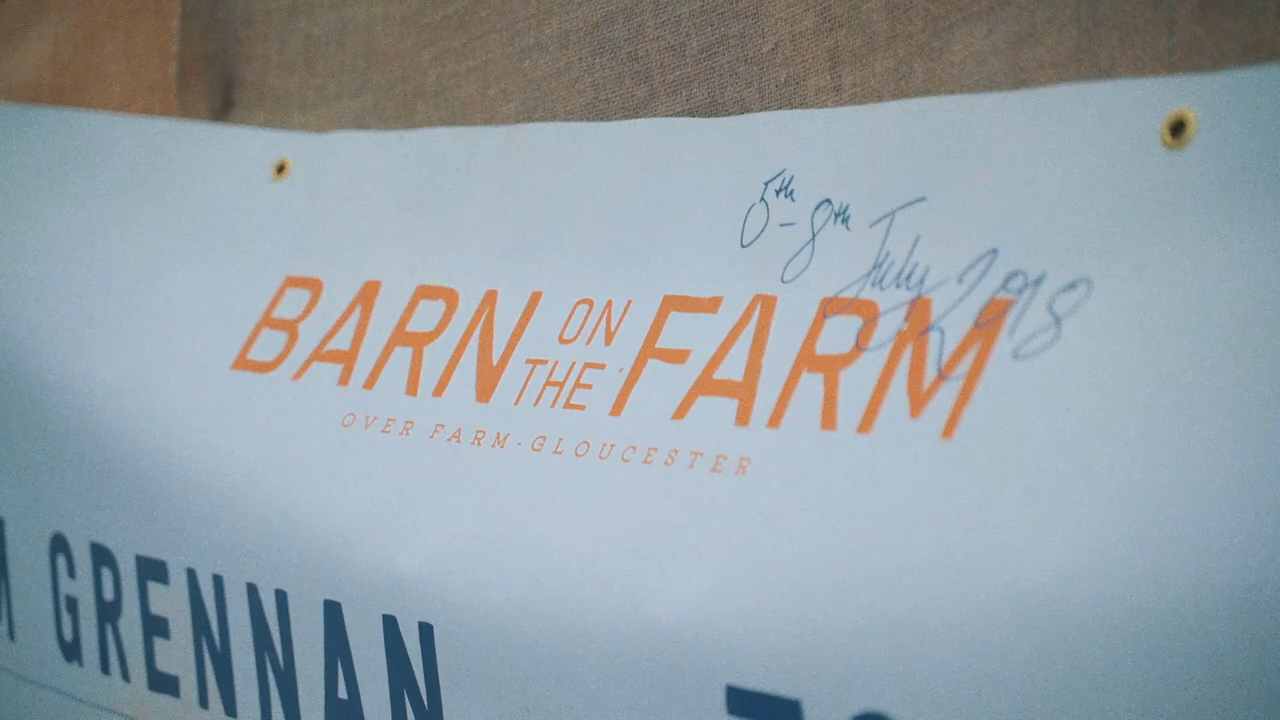 5th - 8th July 2018
BARN ON THE FARM
OVER FARM · GLOUCESTER
GRENNAN